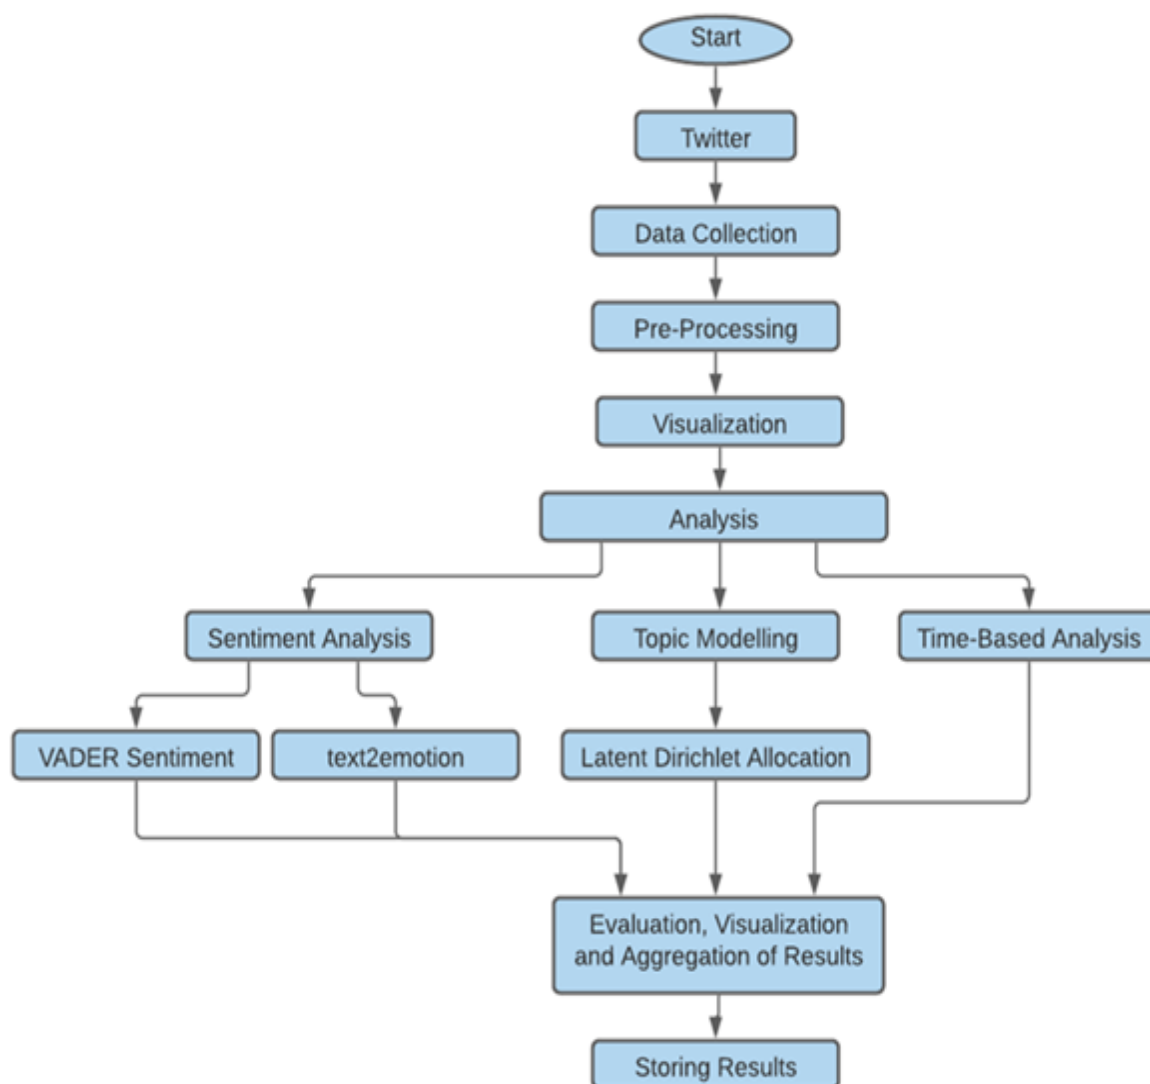 Start
Twitter
Data Collection
Pre-Processing
Visualization
Analysis
Sentiment Analysis
Topic Modelling
Time-Based Analysis
VADER Sentiment
text2emotion
Latent Dirichlet Allocation
Evaluation, Visualization
and Aggregation of Results
Storing Results